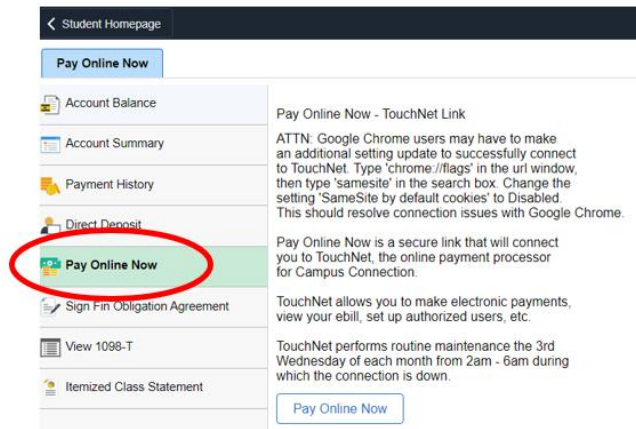 Student Homepage
Pay Online Now
Account Balance
Account Summary
Payment History
Direct Deposit
Pay Online Now
Sign Fin Obligation Agreement
View 1098-T
Itemized Class Statement
Pay Online Now - TouchNet Link
ATTN: Google Chrome users may have to make
an additional setting update to successfully connect
to TouchNet. Type 'chrome://flags' in the url window,
then type 'samesite' in the search box. Change the
setting 'SameSite by default cookies' to Disabled.
This should resolve connection issues with Google Chrome.
Pay Online Now is a secure link that will connect
you to TouchNet, the online payment processor
for Campus Connection.
TouchNet allows you to make electronic payments,
view your ebill, set up authorized users, etc.
TouchNet performs routine maintenance the 3rd
Wednesday of each month from 2am - 6am during
which the connection is down.
Pay Online Now